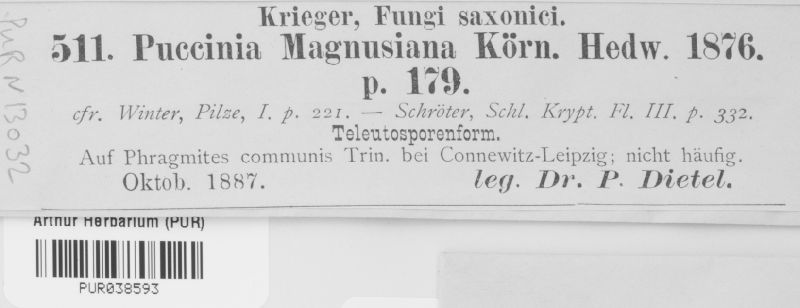 Krieger, Fungi saxonici.
511. Puccinia Magnusiana Körn. Hedw. 1876.
p. 179.
cfr. Winter, Pilze, I. p. 221. — Schröter, Schl. Krypt. Fl. III. p. 332.
Teleutosporenform.
Auf Phragmites communis Trin. bei Connewitz-Leipzig; nicht häufig.
Oktob. 1887. leg. Dr. P. Dietel.
PUR N 13032
Arthur Herbarium (PUR)
PUR038593